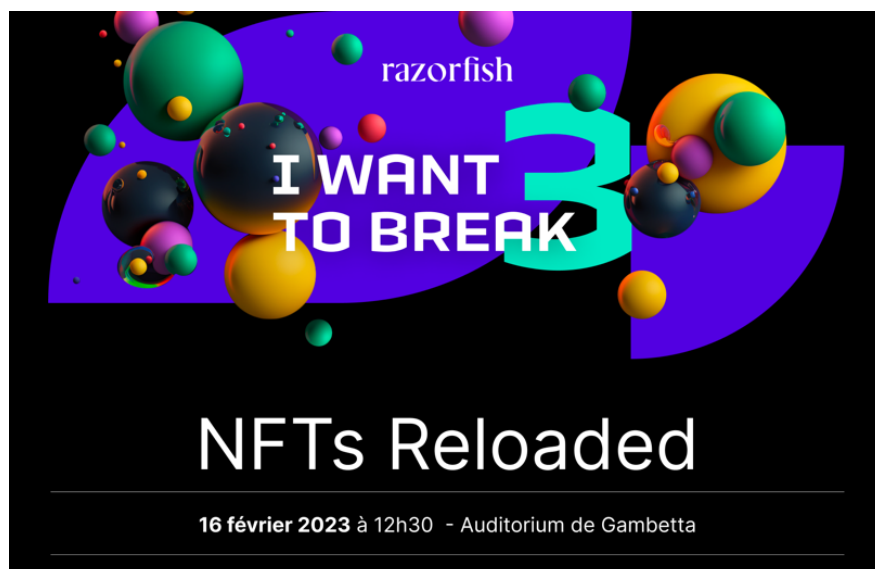 razorfish
I WANT
TO BREAK 3
NFTs Reloaded
16 février 2023 à 12h30 - Auditorium de Gambetta